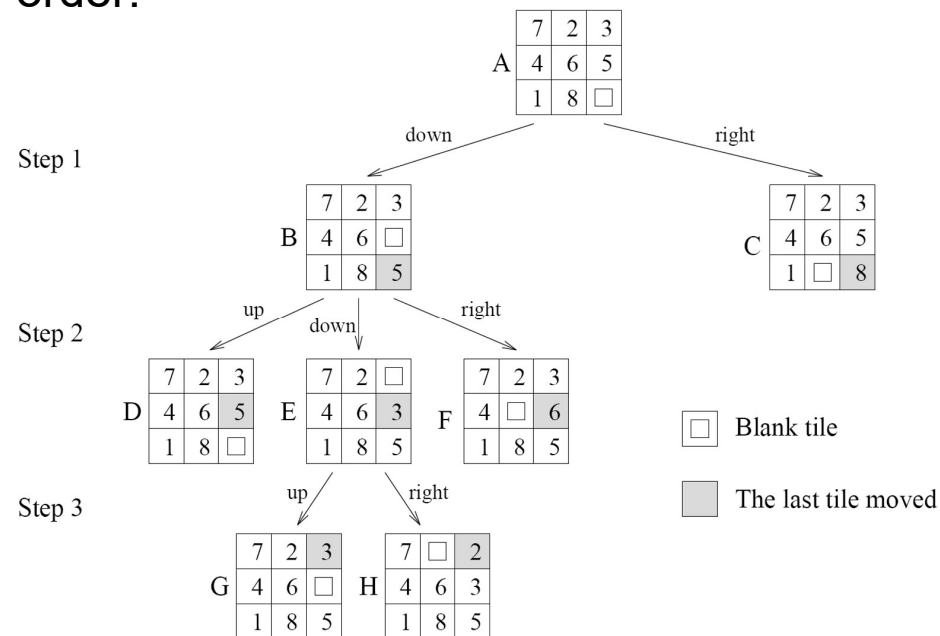 order.
7 2 3
A 4 6 5
1 8
down right
Step 1
7 2 3
B 4 6
1 8 5
7 2 3
C 4 6 5
1 8
up down right
Step 2
7 2 3
D 4 6 5
1 8
7 2
E 4 6 3
1 8 5
7 2 3
F 4 6
1 8 5
Blank tile
The last tile moved
up right
Step 3
7 2 3
G 4 6
1 8 5
7 2
H 4 6 3
1 8 5